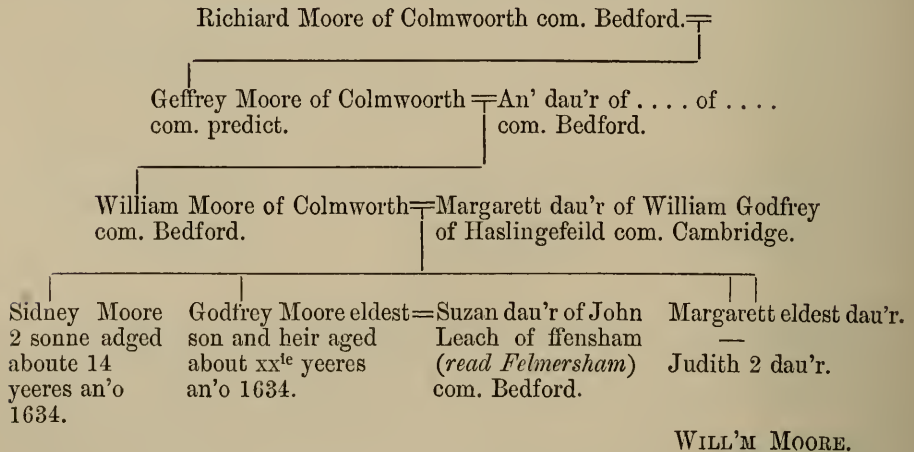 Richiard Moore of Colmwoorth com. Bedford.
Geffrey Moore of Colmwoorth
com. predict.
An' dau'r of . . . . of . . . .
com. Bedford.
William Moore of Colmworth
com. Bedford.
Margarett dau'r of William Godfrey
of Haslingefeild com. Cambridge.
Sidney Moore
2 sonne adged
aboute 14
yeeres an'o
1634.
Godfrey Moore eldest
son and heir aged
about xxᵗᵉ yeeres
an'o 1634.
Suzan dau'r of John
Leach of ffensham
(read Felmersham)
com. Bedford.
Margarett eldest dau'r.
—
Judith 2 dau'r.
WILL'M MOORE.